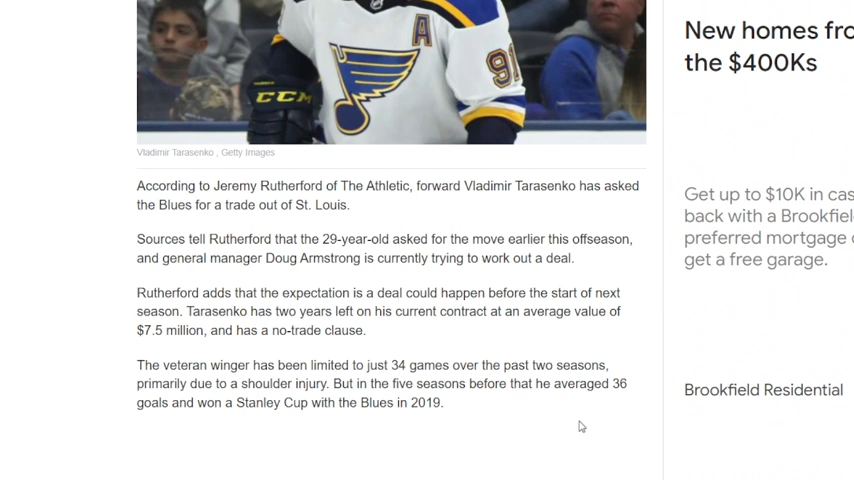 A
91
CCM
Vladimir Tarasenko , Getty Images
According to Jeremy Rutherford of The Athletic, forward Vladimir Tarasenko has asked
the Blues for a trade out of St. Louis.
Sources tell Rutherford that the 29-year-old asked for the move earlier this offseason,
and general manager Doug Armstrong is currently trying to work out a deal.
Rutherford adds that the expectation is a deal could happen before the start of next
season. Tarasenko has two years left on his current contract at an average value of
$7.5 million, and has a no-trade clause.
The veteran winger has been limited to just 34 games over the past two seasons,
primarily due to a shoulder injury. But in the five seasons before that he averaged 36
goals and won a Stanley Cup with the Blues in 2019.
New homes fro
the $400Ks
Get up to $10K in cas
back with a Brookfiel
preferred mortgage
get a free garage.
Brookfield Residential